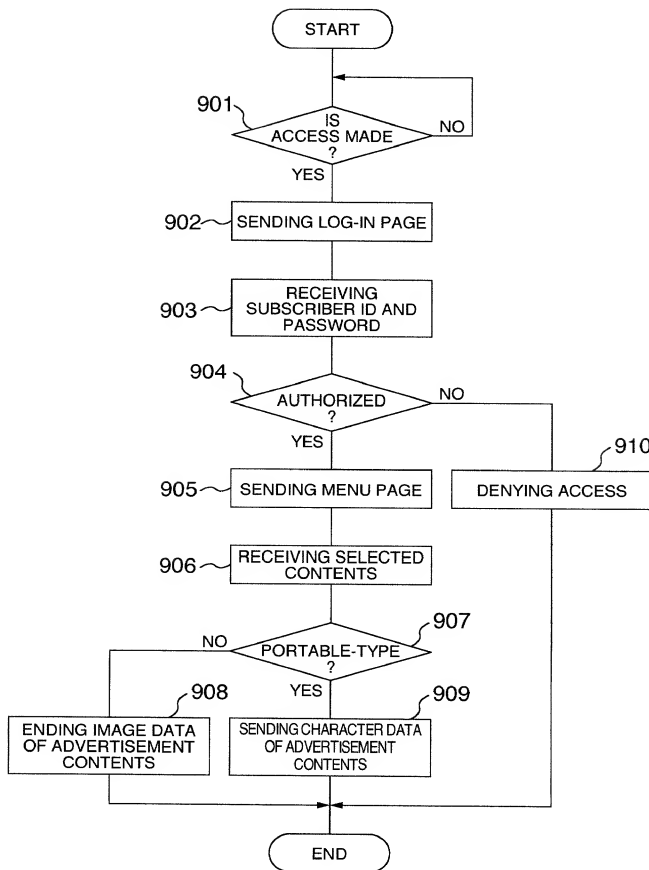 START
901
IS
ACCESS MADE
?
NO
YES
902
SENDING LOG-IN PAGE
903
RECEIVING
SUBSCRIBER ID AND
PASSWORD
904
AUTHORIZED
?
NO
YES
910
905
SENDING MENU PAGE
DENYING ACCESS
906
RECEIVING SELECTED
CONTENTS
907
NO
PORTABLE-TYPE
?
YES
908
909
ENDING IMAGE DATA
OF ADVERTISEMENT
CONTENTS
SENDING CHARACTER DATA
OF ADVERTISEMENT
CONTENTS
END